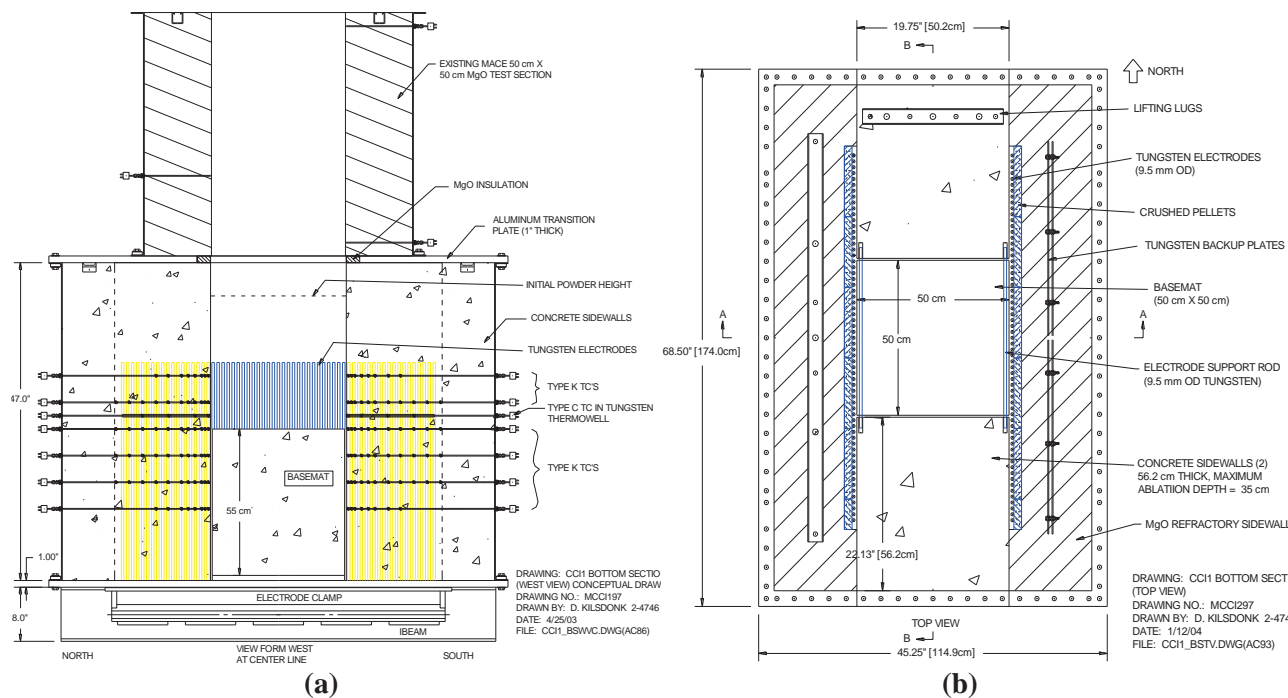 EXISTING MACE 50 cm X
50 cm MgO TEST SECTION
MgO INSULATION
ALUMINUM TRANSITION
PLATE (1" THICK)
INITIAL POWDER HEIGHT
CONCRETE SIDEWALLS
TUNGSTEN ELECTRODES
TYPE K TC'S
TYPE C TC IN TUNGSTEN
THERMOWELL
TYPE K TC'S
47.0"
BASEMAT
55 cm
1.00"
8.0"
ELECTRODE CLAMP
IBEAM
NORTH
VIEW FORM WEST
AT CENTER LINE
SOUTH
DRAWING: CCI1 BOTTOM SECTIO
(WEST VIEW) CONCEPTUAL DRAW
DRAWING NO.: MCCI197
DRAWN BY: D. KILSDONK 2-4746
DATE: 4/25/03
FILE: CCI1_BSWVC.DWG(AC86)
(a)
19.75" [50.2cm]
B
NORTH
LIFTING LUGS
TUNGSTEN ELECTRODES
(9.5 mm OD)
CRUSHED PELLETS
TUNGSTEN BACKUP PLATES
BASEMAT
(50 cm X 50 cm)
50 cm
50 cm
A
A
68.50" [174.0cm]
ELECTRODE SUPPORT ROD
(9.5 mm OD TUNGSTEN)
CONCRETE SIDEWALLS (2)
56.2 cm THICK, MAXIMUM
ABLATION DEPTH = 35 cm
MgO REFRACTORY SIDEWALL
22.13" [56.2cm]
TOP VIEW
B
45.25" [114.9cm]
DRAWING: CCI1 BOTTOM SECT
(TOP VIEW)
DRAWING NO.: MCCI297
DRAWN BY: D. KILSDONK 2-474
DATE: 1/12/04
FILE: CCI1_BSTV.DWG(AC93)
(b)